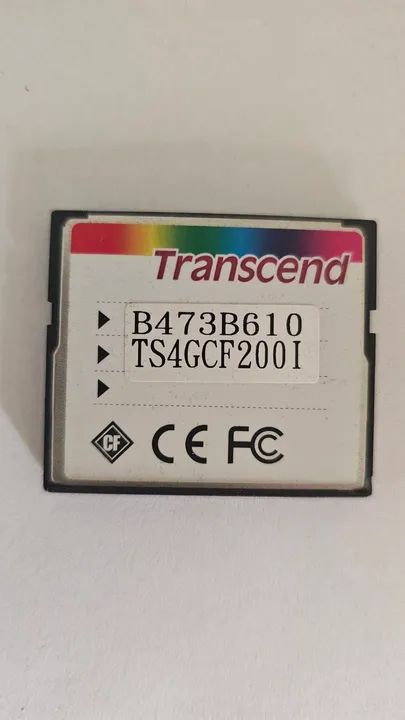 Transcend
B473B610
TS4GCF200I
CF CE FC